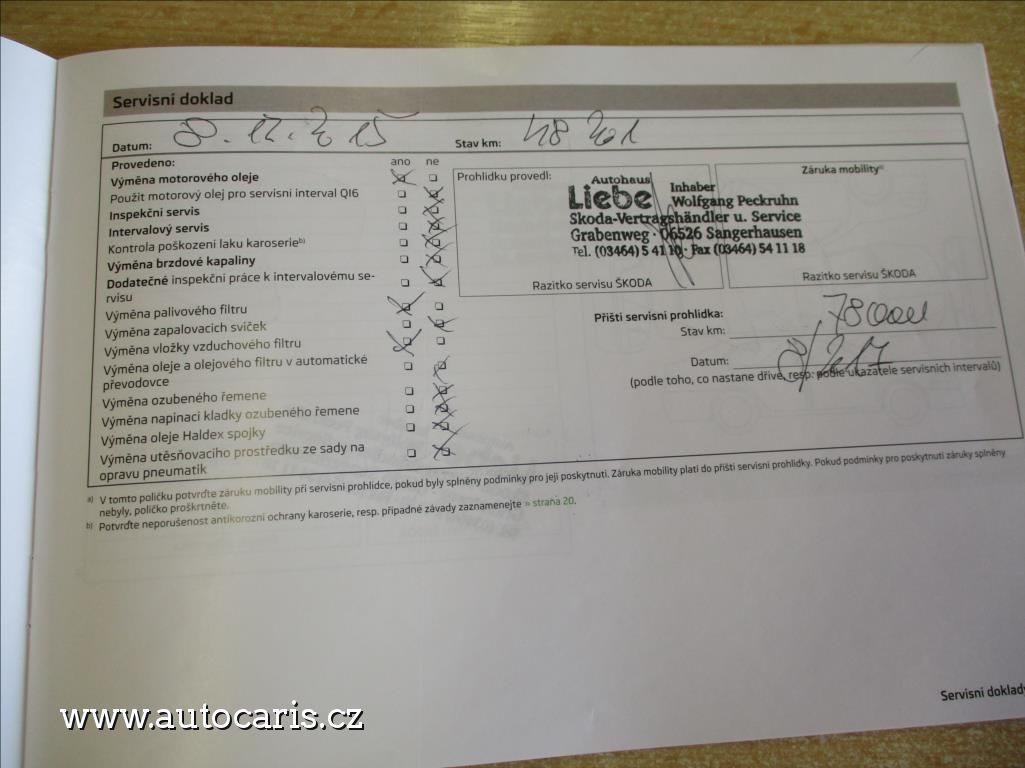 Servisní doklad
Datum: 8.12.2015 Stav km: 48 201
Provedeno: ano ne
Výměna motorového oleje
Použit motorový olej pro servisní interval QI6
Inspekční servis
Intervalový servis
Kontrola poškození laku karoserieb)
Výměna brzdové kapaliny
Dodatečné inspekční práce k intervalovému se-
rvisu
Výměna palivového filtru
Výměna zapalovacích svíček
Výměna vložky vzduchového filtru
Výměna oleje a olejového filtru v automatické
převodovce
Výměna ozubeného řemene
Výměna napínací kladky ozubeného řemene
Výměna oleje Haldex spojky
Výměna utěsňovacího prostředku ze sady na
opravu pneumatik
Prohlídku provedl:
Autohaus
Liebe Inhaber
Wolfgang Peckruhn
Skoda-Vertragshändler u. Service
Grabenweg · 06526 Sangerhausen
Tel. (03464) 5 41 10 · Fax (03464) 54 11 18
Razítko servisu ŠKODA
Záruka mobilitya)
Razítko servisu ŠKODA
Příští servisní prohlídka:
Stav km: 78000
Datum:
(podle toho, co nastane dříve, resp. podle ukazatele servisních intervalů)
a) V tomto políčku potvrďte záruku mobility při servisní prohlídce, pokud byly splněny podmínky pro její poskytnutí. Záruka mobility platí do příští servisní prohlídky. Pokud podmínky pro poskytnutí záruky splněny
nebyly, políčko proškrtněte.
b) Potvrďte neporušenost antikorozní ochrany karoserie, resp. případné závady zaznamenejte » strana 20.
Servisní doklady
www.autocaris.cz